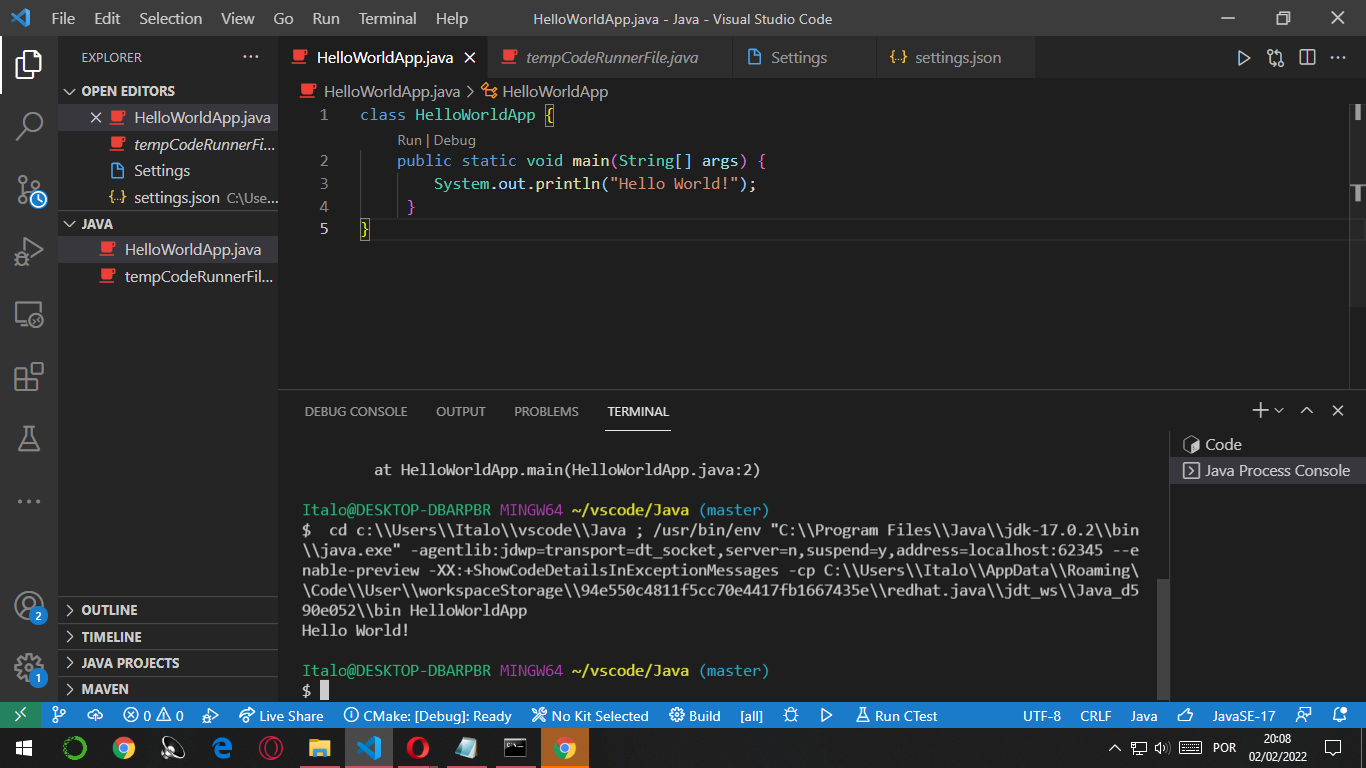 File Edit Selection View Go Run Terminal Help HelloWorldApp.java - Java - Visual Studio Code
EXPLORER
HelloWorldApp.java tempCodeRunnerFile.java Settings settings.json
OPEN EDITORS
HelloWorldApp.java
tempCodeRunnerFi...
Settings
settings.json C:\Use...
JAVA
HelloWorldApp.java
tempCodeRunnerFil...
OUTLINE
TIMELINE
JAVA PROJECTS
MAVEN
2
1
HelloWorldApp.java > HelloWorldApp
1 class HelloWorldApp {
Run | Debug
2 public static void main(String[] args) {
3 System.out.println("Hello World!");
4 }
5 }
DEBUG CONSOLE OUTPUT PROBLEMS TERMINAL
Code
Java Process Console
at HelloWorldApp.main(HelloWorldApp.java:2)
Italo@DESKTOP-DBARPBR MINGW64 ~/vscode/Java (master)
$ cd c:\\Users\\Italo\\vscode\\Java ; /usr/bin/env "C:\\Program Files\\Java\\jdk-17.0.2\\bin
\\java.exe" -agentlib:jdwp=transport=dt_socket,server=n,suspend=y,address=localhost:62345 --e
nable-preview -XX:+ShowCodeDetailsInExceptionMessages -cp C:\\Users\\Italo\\AppData\\Roaming\
\Code\\User\\workspaceStorage\\94e550c4811f5cc70e4417fb1667435e\\redhat.java\\jdt_ws\\Java_d5
90e052\\bin HelloWorldApp
Hello World!
Italo@DESKTOP-DBARPBR MINGW64 ~/vscode/Java (master)
$
0 0 Live Share CMake: [Debug]: Ready No Kit Selected Build [all] Run CTest UTF-8 CRLF Java JavaSE-17
POR
20:08
02/02/2022